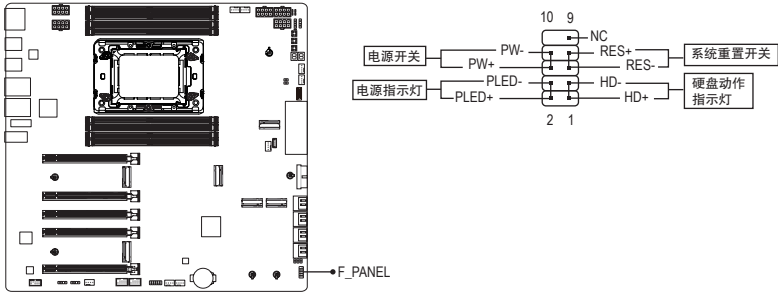 10 9
NC
电源开关 PW- RES+ 系统重置开关
PW+ RES-
电源指示灯 PLED- HD- 硬盘动作
PLED+ HD+ 指示灯
2 1
F_PANEL